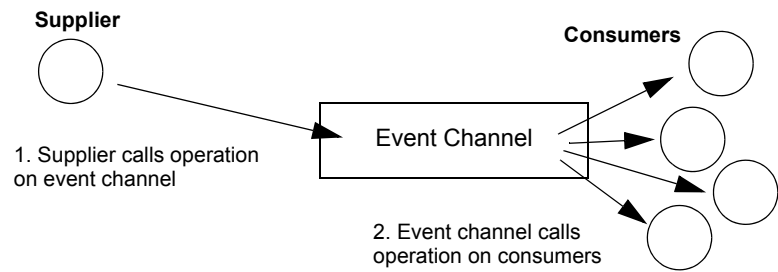 Supplier
Consumers
Event Channel
1. Supplier calls operation
on event channel
2. Event channel calls
operation on consumers